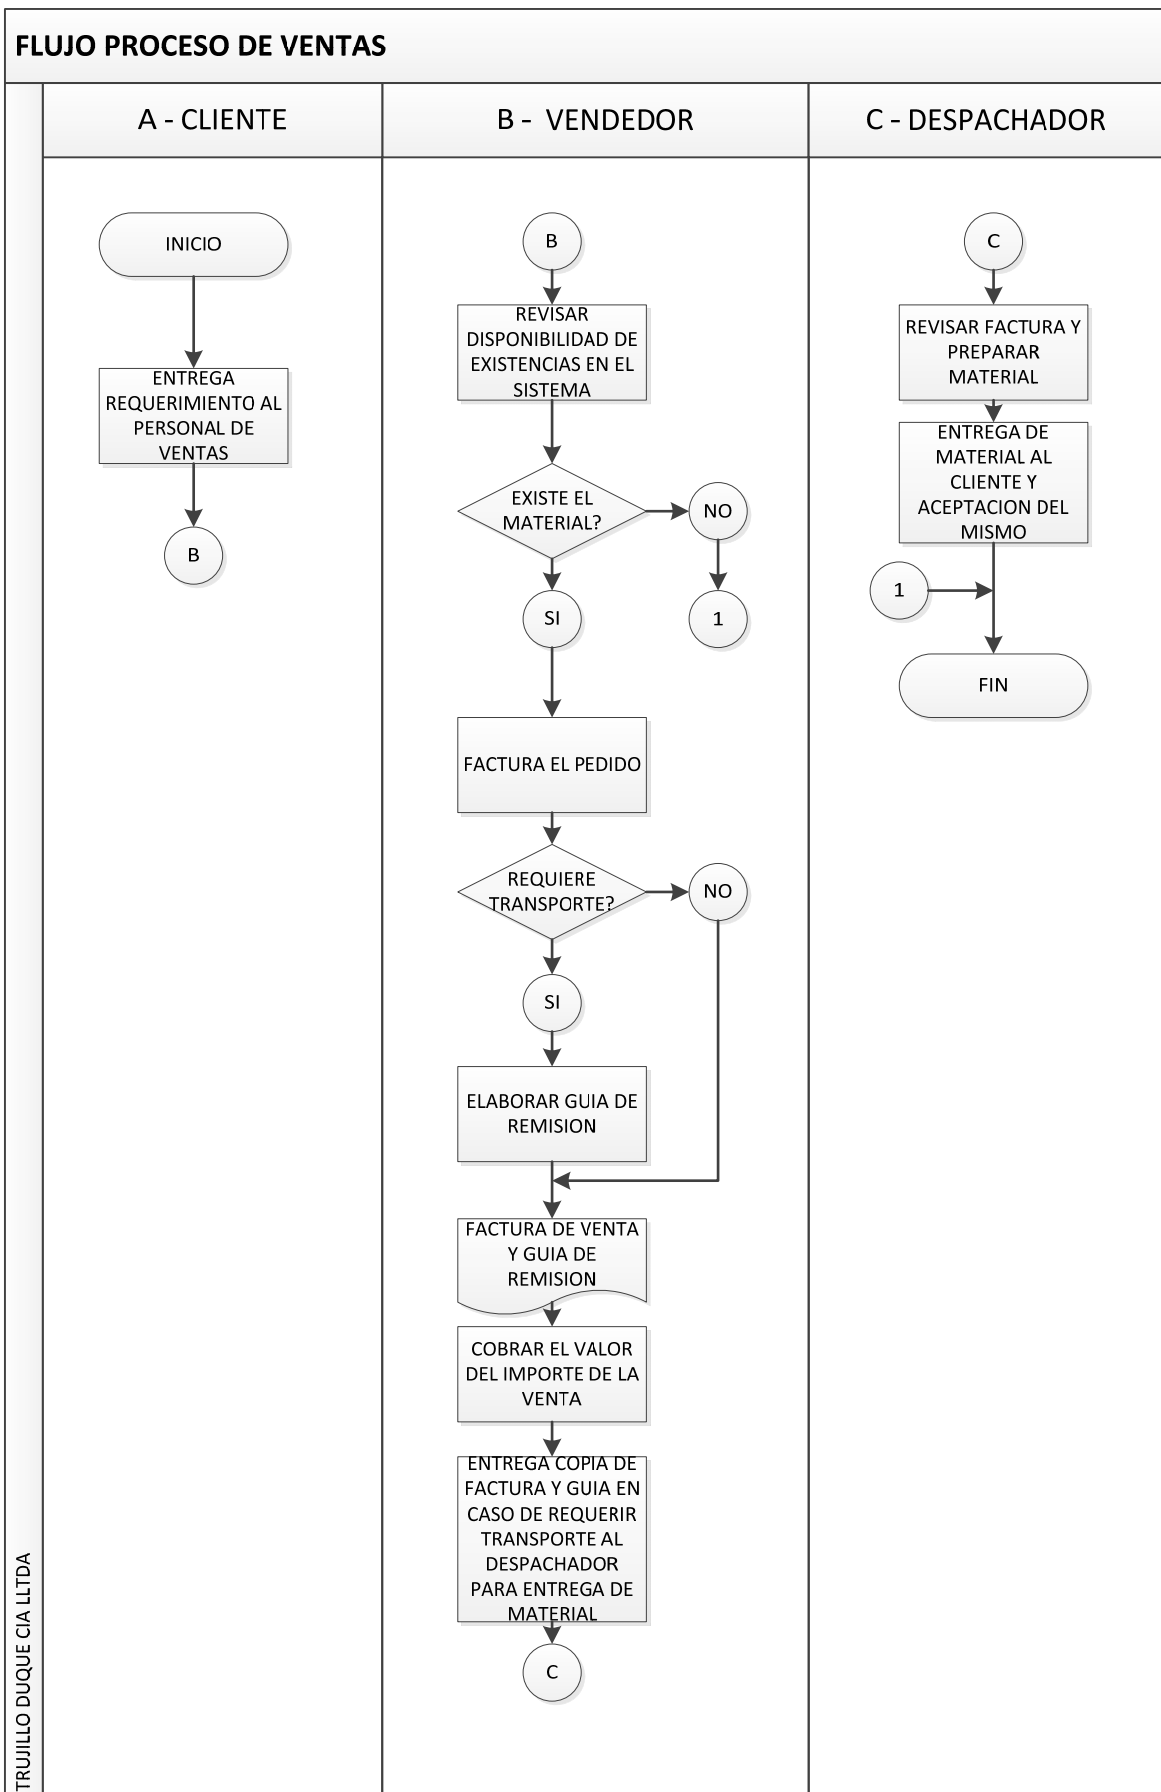 FLUJO PROCESO DE VENTAS
A - CLIENTE
B - VENDEDOR
C - DESPACHADOR
INICIO
ENTREGA
REQUERIMIENTO AL
PERSONAL DE
VENTAS
B
B
REVISAR
DISPONIBILIDAD DE
EXISTENCIAS EN EL
SISTEMA
EXISTE EL
MATERIAL?
NO
SI
1
FACTURA EL PEDIDO
REQUIERE
TRANSPORTE?
NO
SI
ELABORAR GUIA DE
REMISION
FACTURA DE VENTA
Y GUIA DE
REMISION
COBRAR EL VALOR
DEL IMPORTE DE LA
VENTA
ENTREGA COPIA DE
FACTURA Y GUIA EN
CASO DE REQUERIR
TRANSPORTE AL
DESPACHADOR
PARA ENTREGA DE
MATERIAL
C
C
REVISAR FACTURA Y
PREPARAR
MATERIAL
ENTREGA DE
MATERIAL AL
CLIENTE Y
ACEPTACION DEL
MISMO
1
FIN
TRUJILLO DUQUE CIA LLTDA